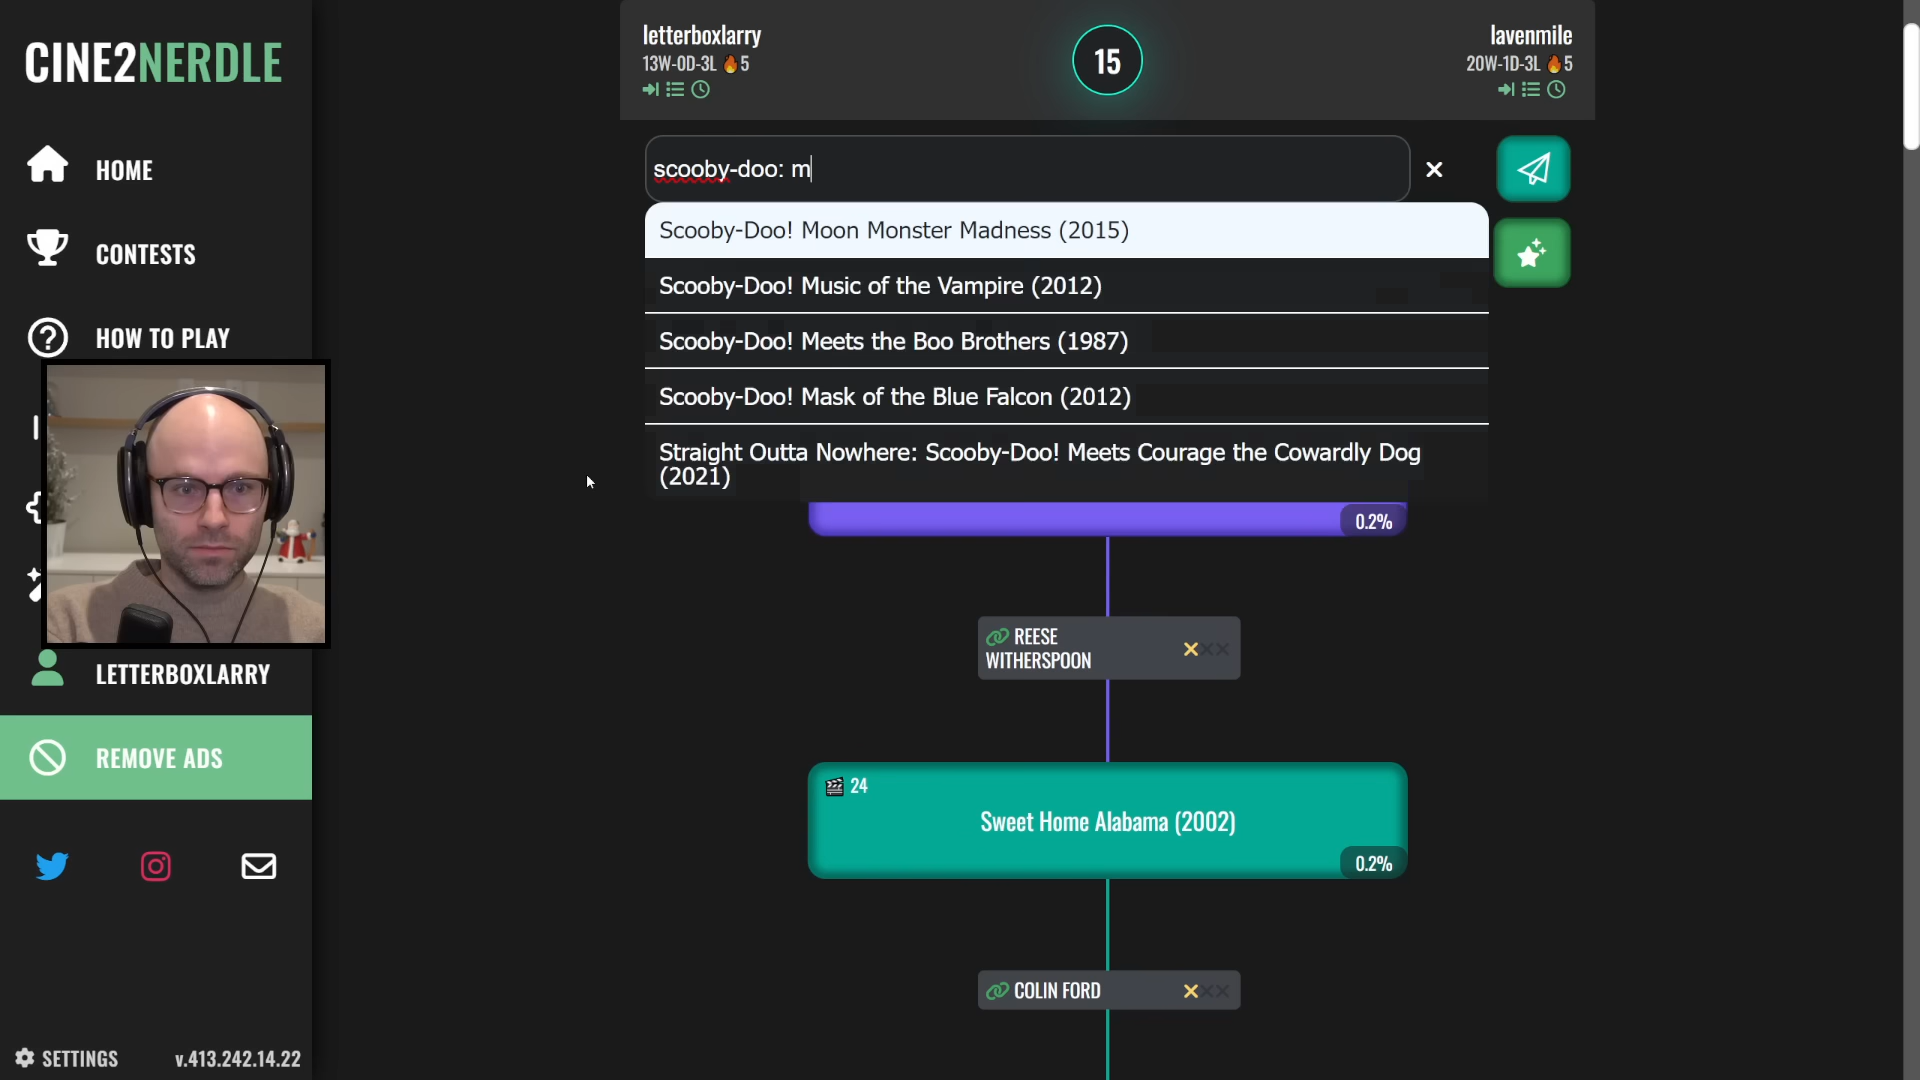 CINE2NERDLE
HOME
CONTESTS
HOW TO PLAY
LETTERBOXLARRY
REMOVE ADS
SETTINGS
v.413.242.14.22
letterboxlarry
13W-0D-3L 🔥5
15
lavenmile
20W-1D-3L 🔥5
scooby-doo: m
Scooby-Doo! Moon Monster Madness (2015)
Scooby-Doo! Music of the Vampire (2012)
Scooby-Doo! Meets the Boo Brothers (1987)
Scooby-Doo! Mask of the Blue Falcon (2012)
Straight Outta Nowhere: Scooby-Doo! Meets Courage the Cowardly Dog
(2021)
0.2%
REESE
WITHERSPOON
24
Sweet Home Alabama (2002)
0.2%
COLIN FORD